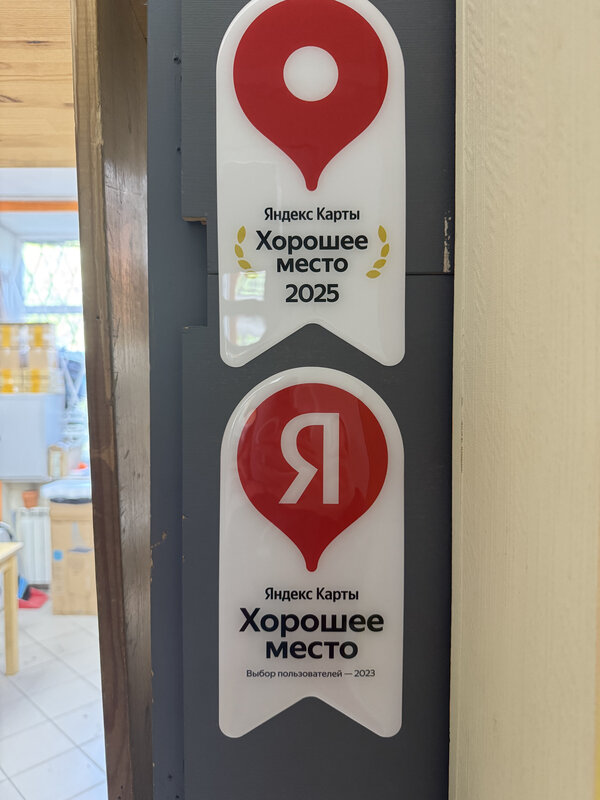 Яндекс Карты
Хорошее
место
2025
Я
Яндекс Карты
Хорошее
место
Выбор пользователей — 2023